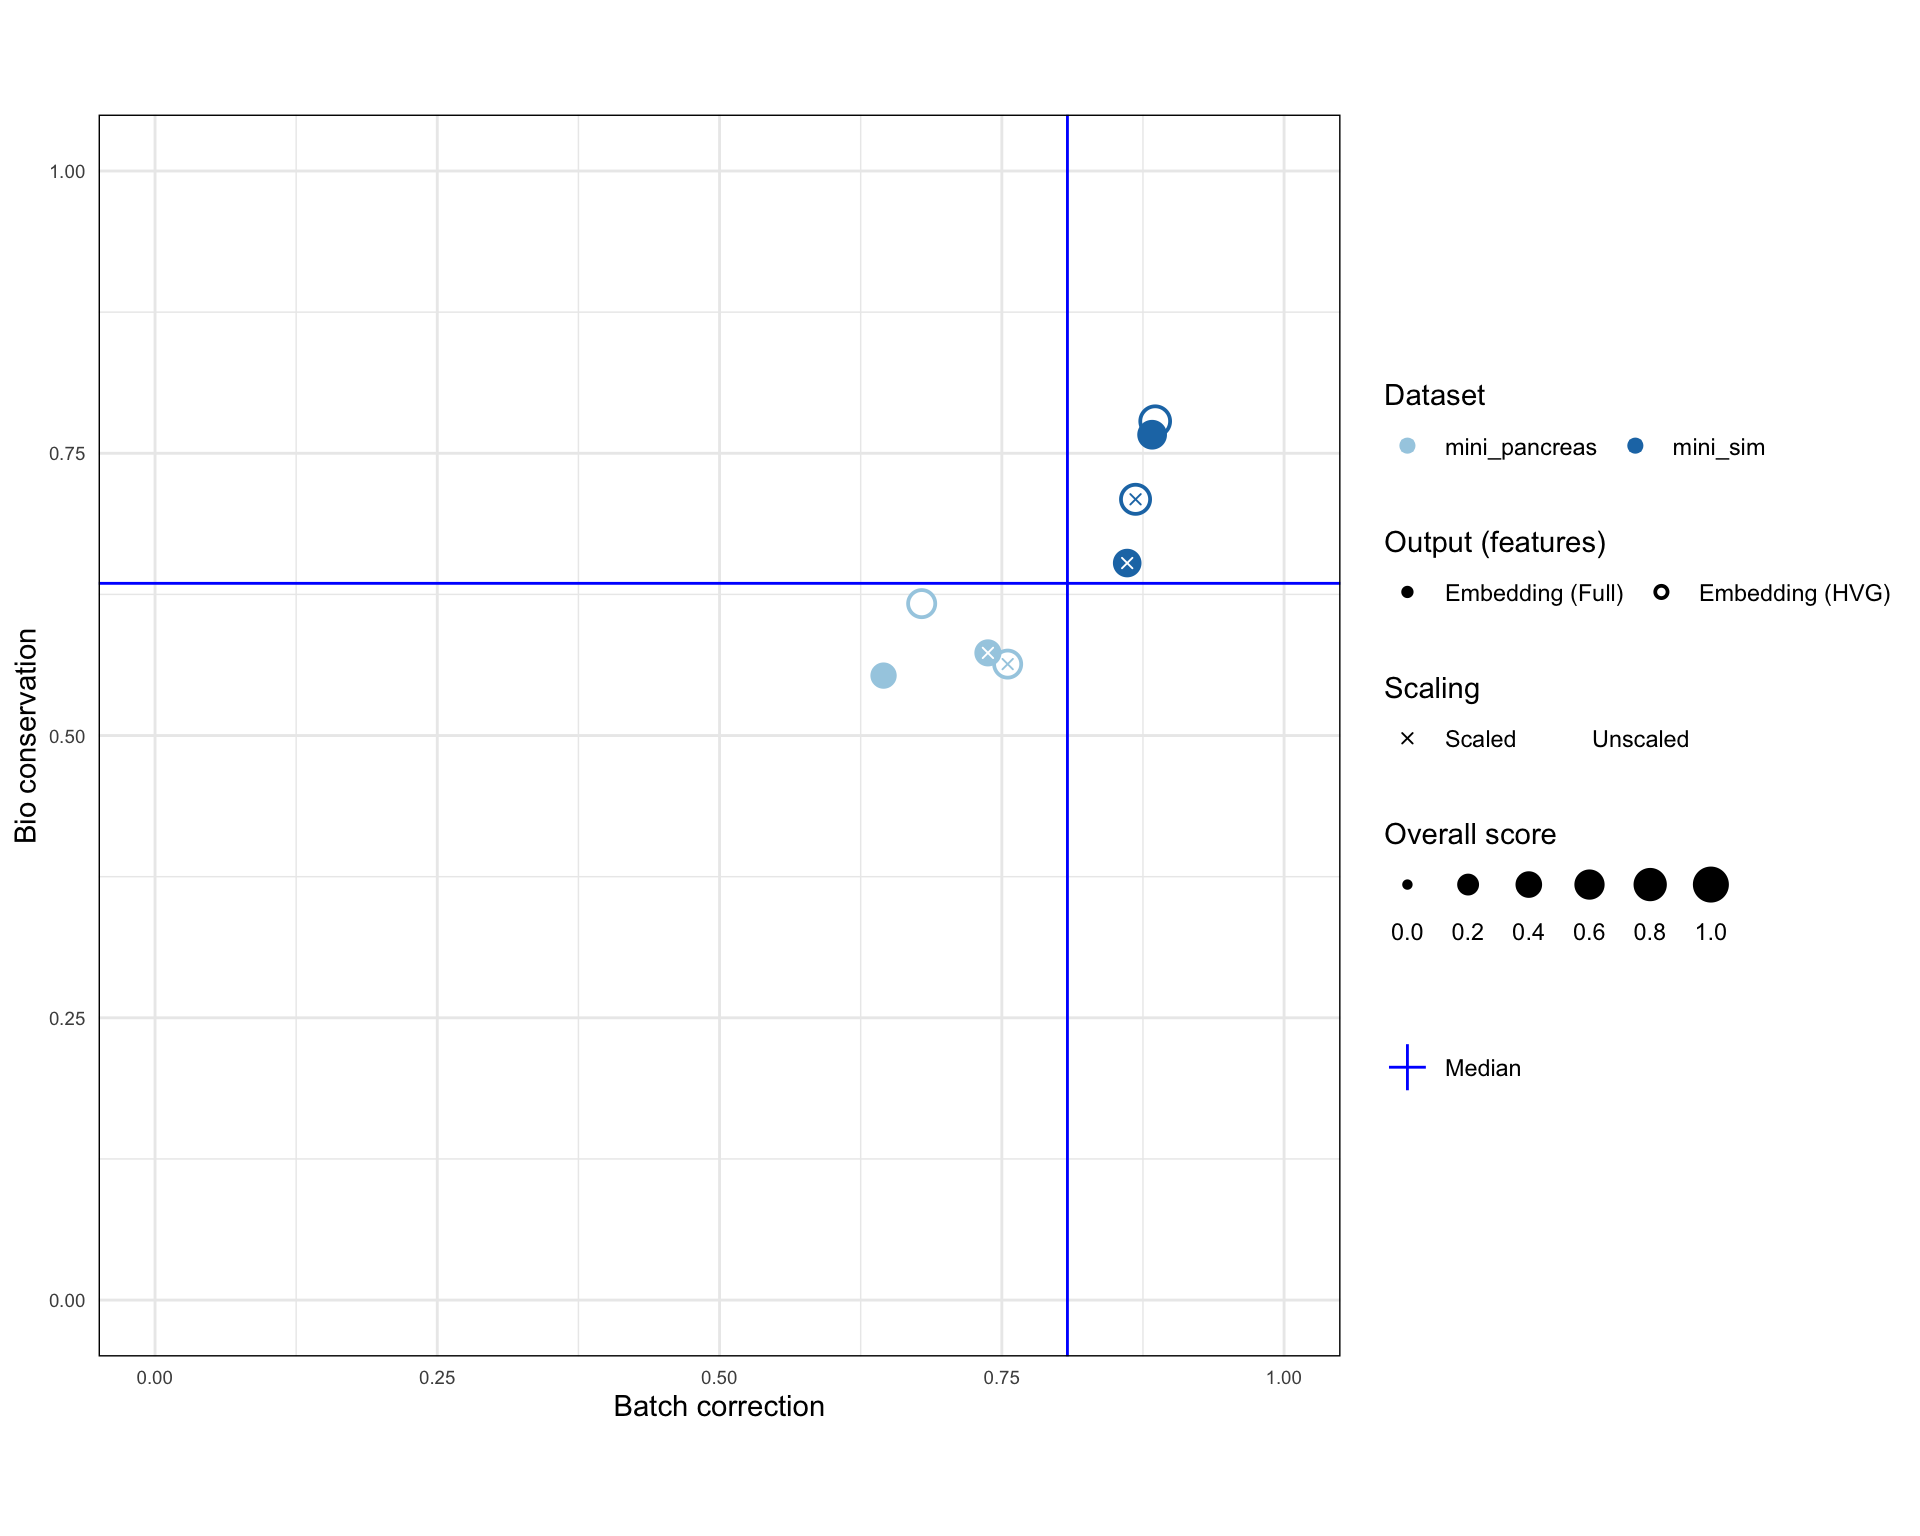 1.00
0.75
0.50
0.25
0.00
Bio conservation
0.00 0.25 0.50 0.75 1.00
Batch correction
Dataset
mini_pancreas mini_sim
Output (features)
Embedding (Full) Embedding (HVG)
Scaling
Scaled Unscaled
Overall score
0.0 0.2 0.4 0.6 0.8 1.0
Median